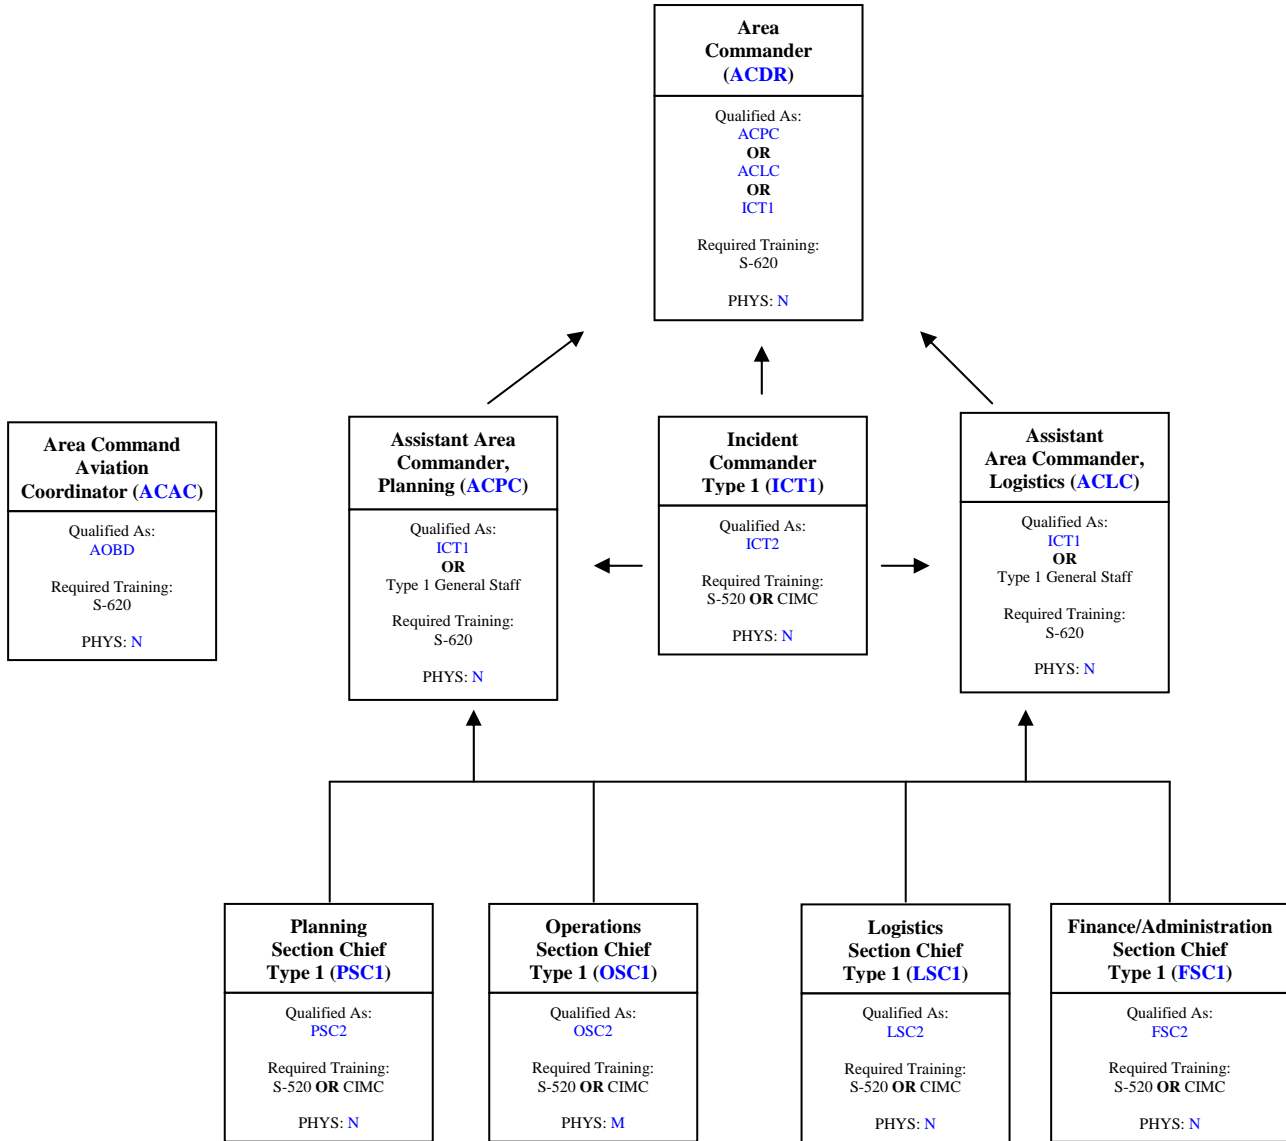 Area
Commander
(ACDR)
Qualified As:
ACPC
OR
ACLC
OR
ICT1
Required Training:
S-620
PHYS: N
Area Command
Aviation
Coordinator (ACAC)
Qualified As:
AOBD
Required Training:
S-620
PHYS: N
Assistant Area
Commander,
Planning (ACPC)
Qualified As:
ICT1
OR
Type 1 General Staff
Required Training:
S-620
PHYS: N
Incident
Commander
Type 1 (ICT1)
Qualified As:
ICT2
Required Training:
S-520 OR CIMC
PHYS: N
Assistant
Area Commander,
Logistics (ACLC)
Qualified As:
ICT1
OR
Type 1 General Staff
Required Training:
S-620
PHYS: N
Planning
Section Chief
Type 1 (PSC1)
Qualified As:
PSC2
Required Training:
S-520 OR CIMC
PHYS: N
Operations
Section Chief
Type 1 (OSC1)
Qualified As:
OSC2
Required Training:
S-520 OR CIMC
PHYS: M
Logistics
Section Chief
Type 1 (LSC1)
Qualified As:
LSC2
Required Training:
S-520 OR CIMC
PHYS: N
Finance/Administration
Section Chief
Type 1 (FSC1)
Qualified As:
FSC2
Required Training:
S-520 OR CIMC
PHYS: N